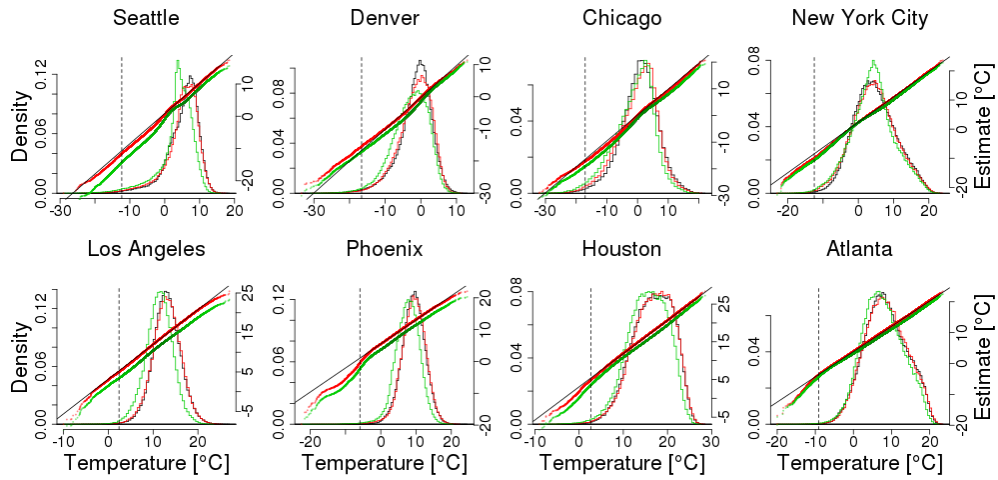 Seattle Denver Chicago New York City
Density
0.00 0.06 0.12
-30 -10 0 10 20
-20 0 10
0.00 0.04 0.08
-30 -20 -10 0 10
-30 -10 0 10
0.00 0.04
-30 -20 -10 0 10
-30 -10 0 10
0.00 0.04 0.08
-20 0 10 20
-20 0 10
Estimate [°C]
Los Angeles Phoenix Houston Atlanta
Density
0.00 0.06 0.12
-10 0 10 20
-5 5 15 25
0.00 0.06 0.12
-20 0 10 20
-20 0 10 20
0.00 0.04 0.08
-10 0 10 20 30
-5 5 15 25
0.00 0.04
-20 -10 0 10 20
-20 0 10
Estimate [°C]
Temperature [°C] Temperature [°C] Temperature [°C] Temperature [°C]